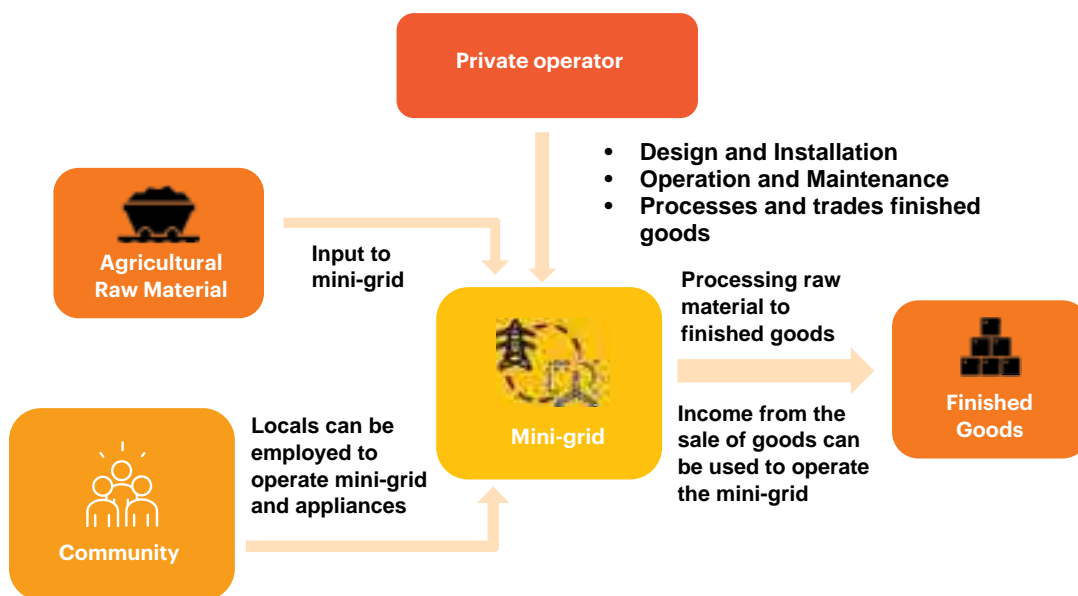 Private operator
• Design and Installation
• Operation and Maintenance
• Processes and trades finished
goods
Agricultural
Raw Material
Input to
mini-grid
Processing raw
material to
finished goods
Mini-grid
Income from the
sale of goods can
be used to operate
the mini-grid
Finished
Goods
Locals can be
employed to
operate mini-grid
and appliances
Community